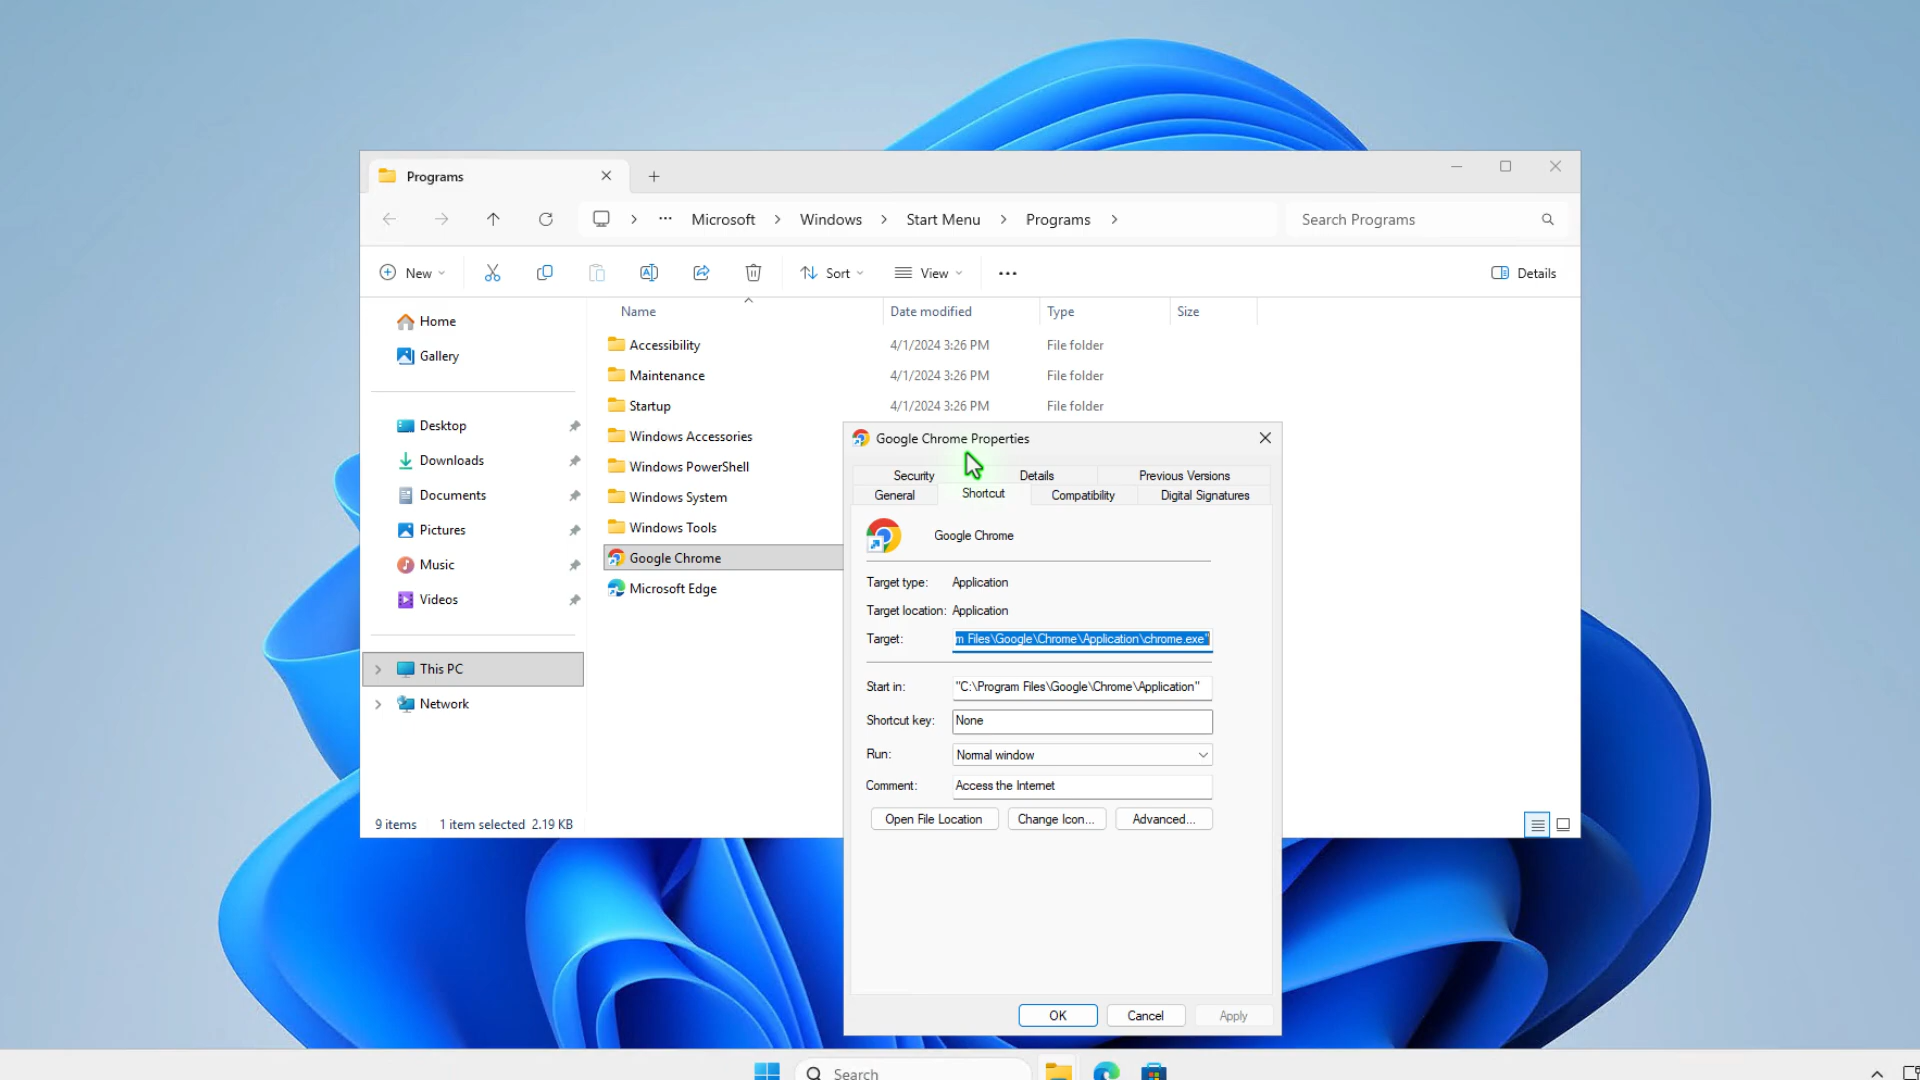 Programs
Microsoft > Windows > Start Menu > Programs >
Search Programs
New
Sort
View
Details
Home
Gallery
Desktop
Downloads
Documents
Pictures
Music
Videos
This PC
Network
Name Date modified Type Size
Accessibility 4/1/2024 3:26 PM File folder
Maintenance 4/1/2024 3:26 PM File folder
Startup 4/1/2024 3:26 PM File folder
Windows Accessories
Windows PowerShell
Windows System
Windows Tools
Google Chrome
Microsoft Edge
9 items 1 item selected 2.19 KB
Google Chrome Properties
Security Details Previous Versions
General Shortcut Compatibility Digital Signatures
Google Chrome
Target type: Application
Target location: Application
Target: m Files\Google\Chrome\Application\chrome.exe"
Start in: "C:\Program Files\Google\Chrome\Application"
Shortcut key: None
Run: Normal window
Comment: Access the Internet
Open File Location Change Icon... Advanced...
OK Cancel Apply
Search